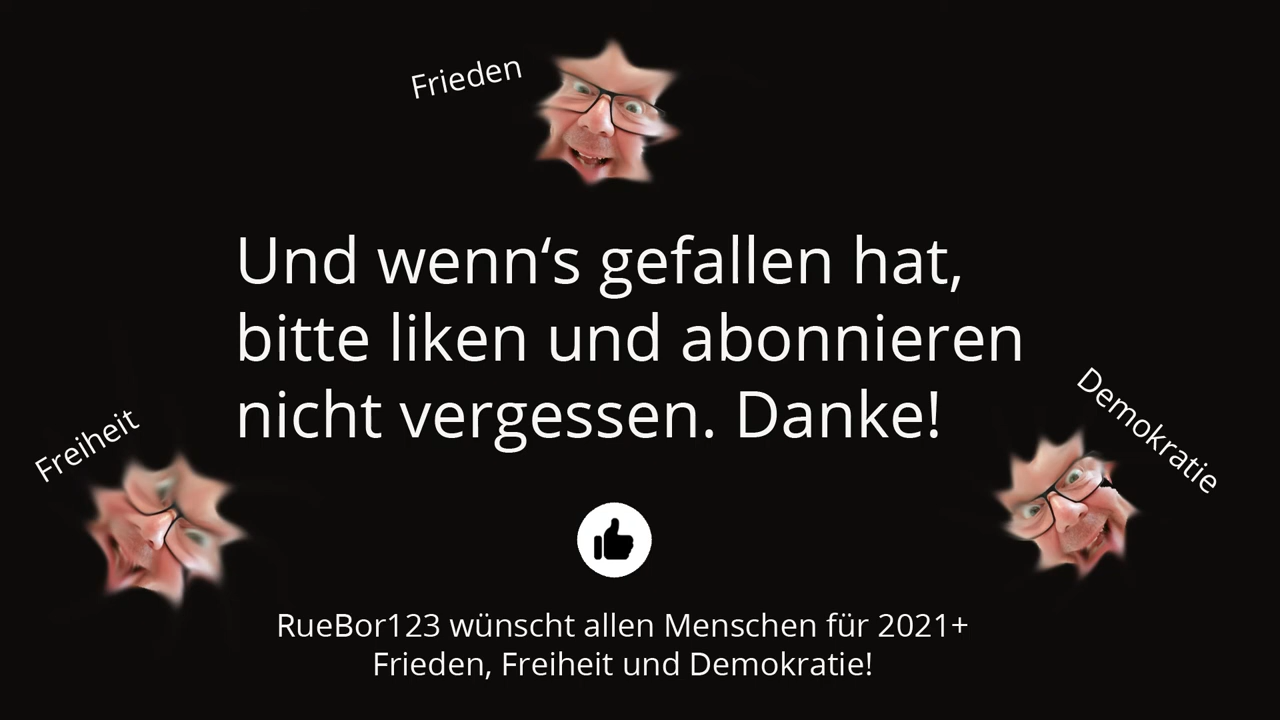 Frieden
Und wenn‘s gefallen hat,
bitte liken und abonnieren
nicht vergessen. Danke!
Freiheit
Demokratie
RueBor123 wünscht allen Menschen für 2021+
Frieden, Freiheit und Demokratie!